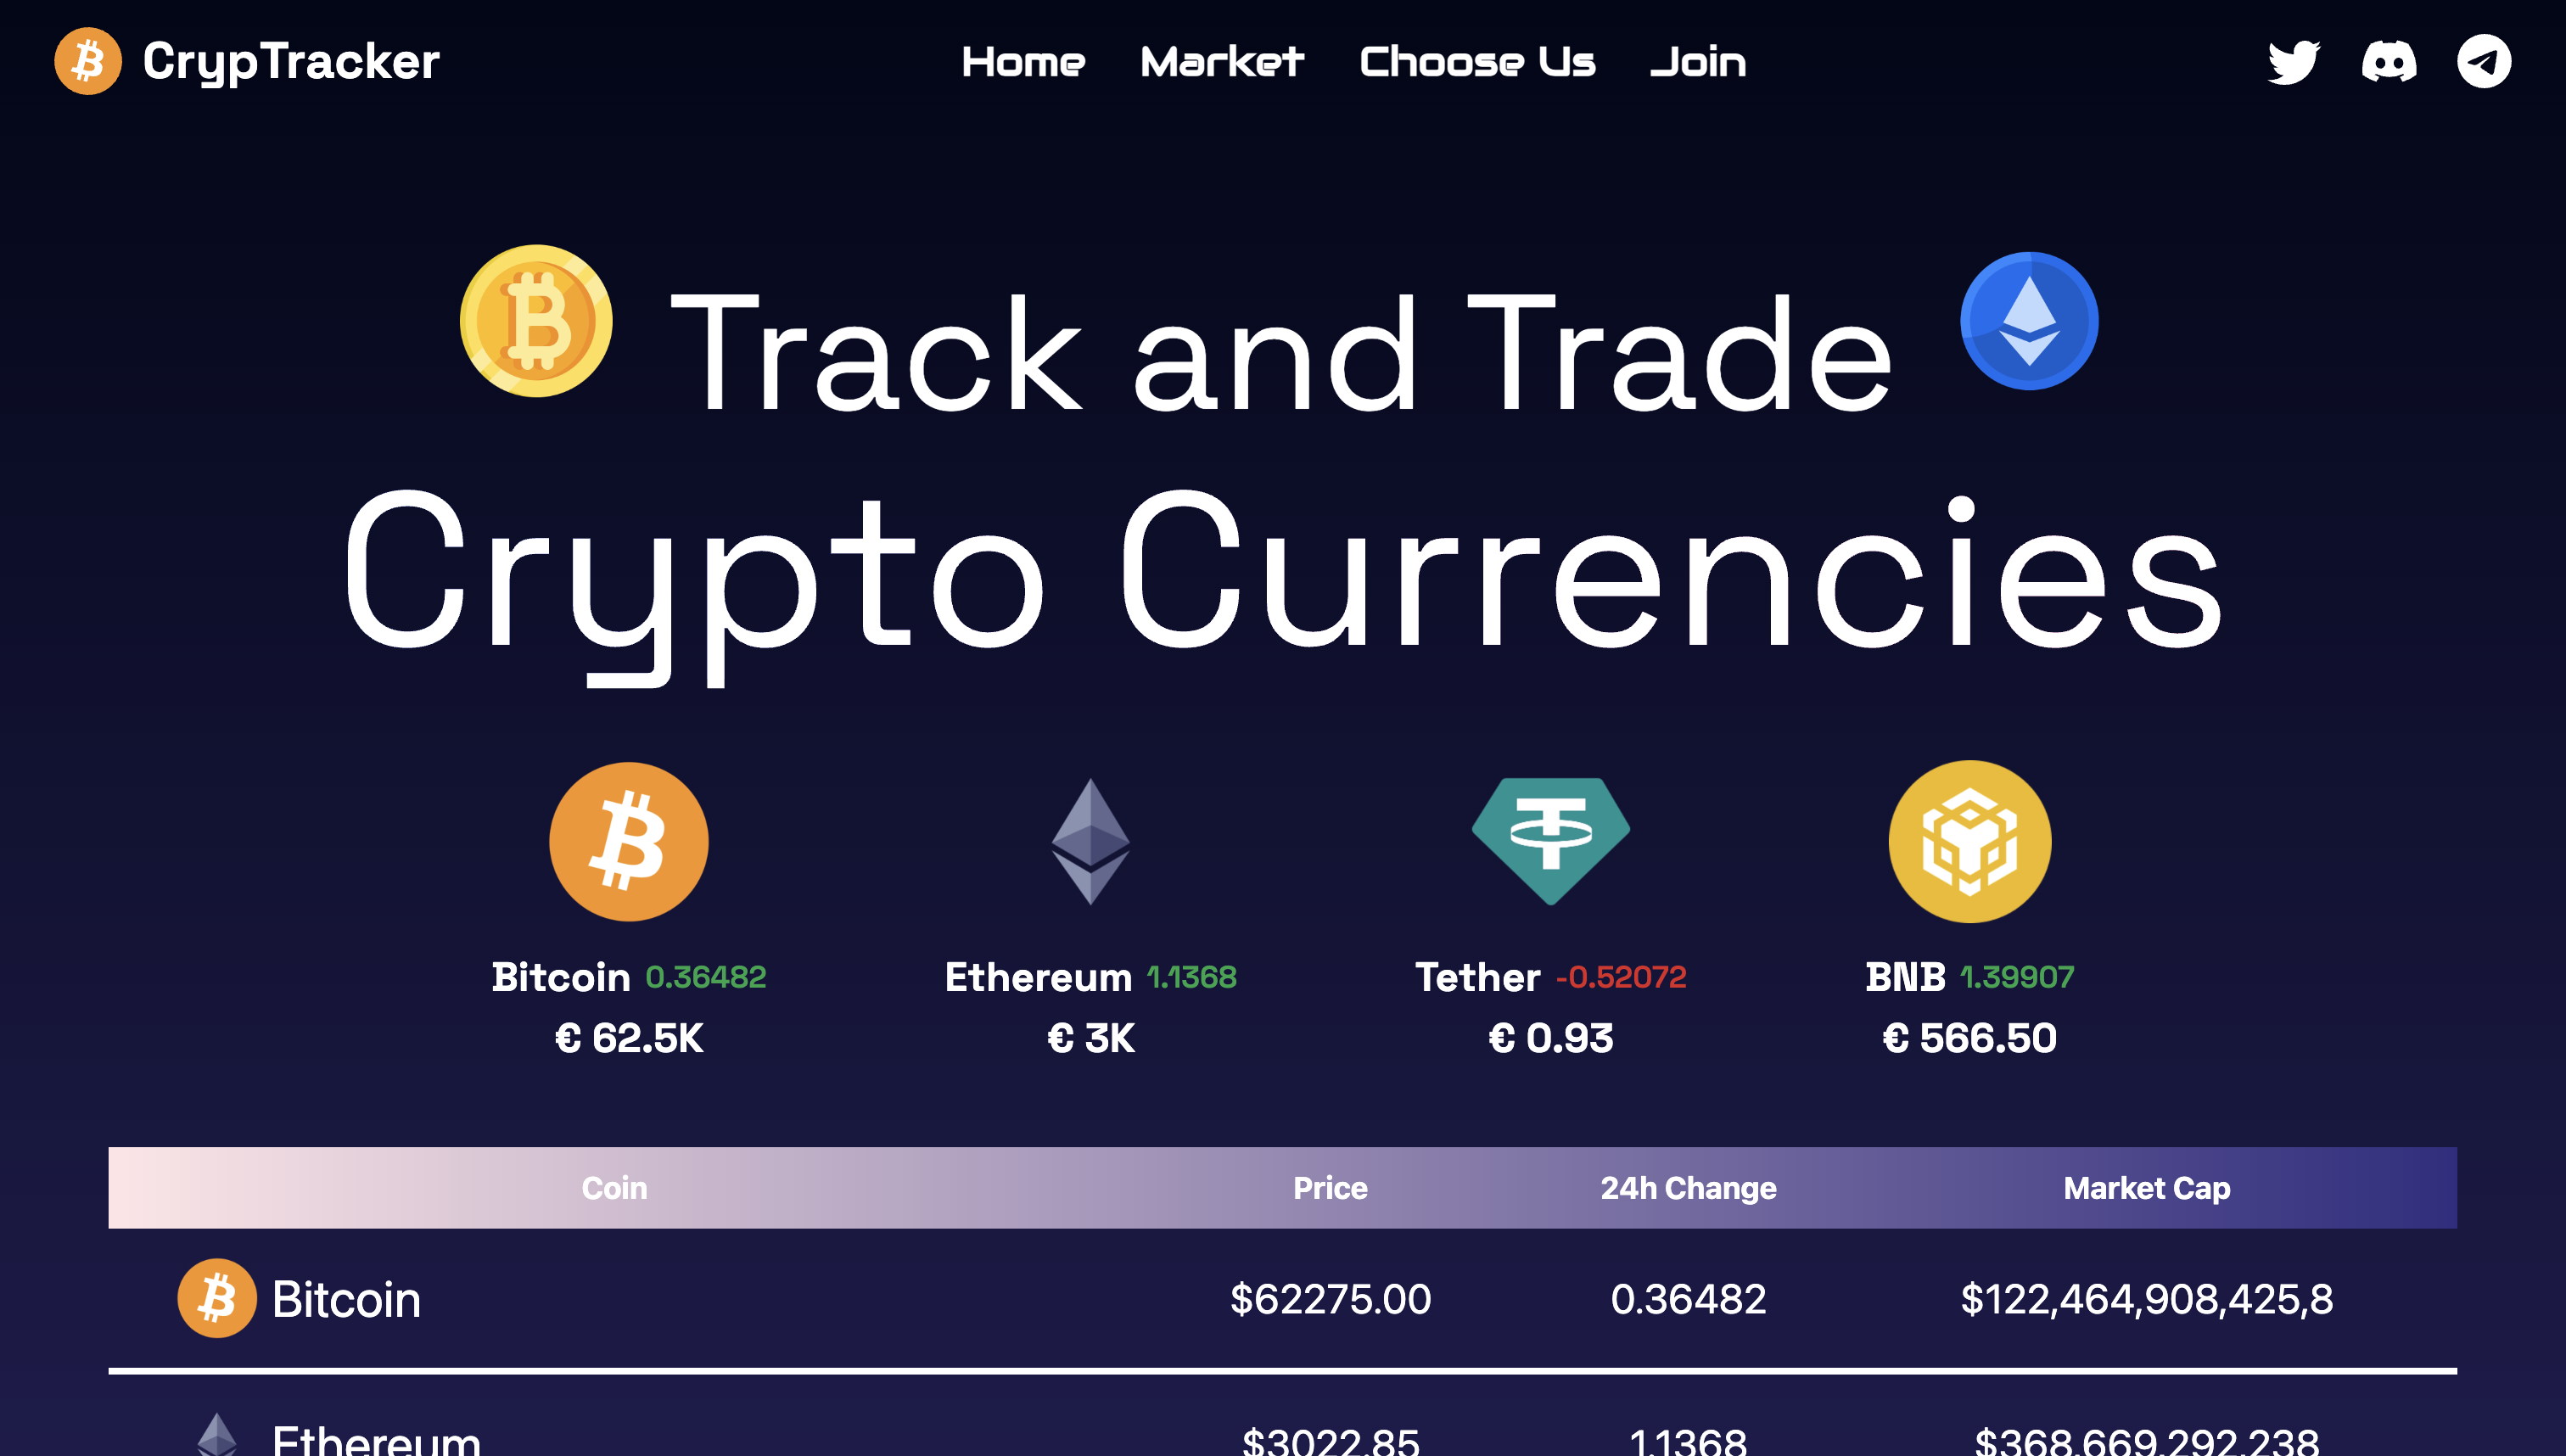 CrypTracker Home Market Choose Us Join
Track and Trade
Crypto Currencies
Bitcoin 0.36482 Ethereum 1.1368 Tether -0.52072 BNB 1.39907
€ 62.5K € 3K € 0.93 € 566.50
Coin Price 24h Change Market Cap
Bitcoin $62275.00 0.36482 $122,464,908,425,8
Ethereum $3022.85 1.1368 $368,669,292,238